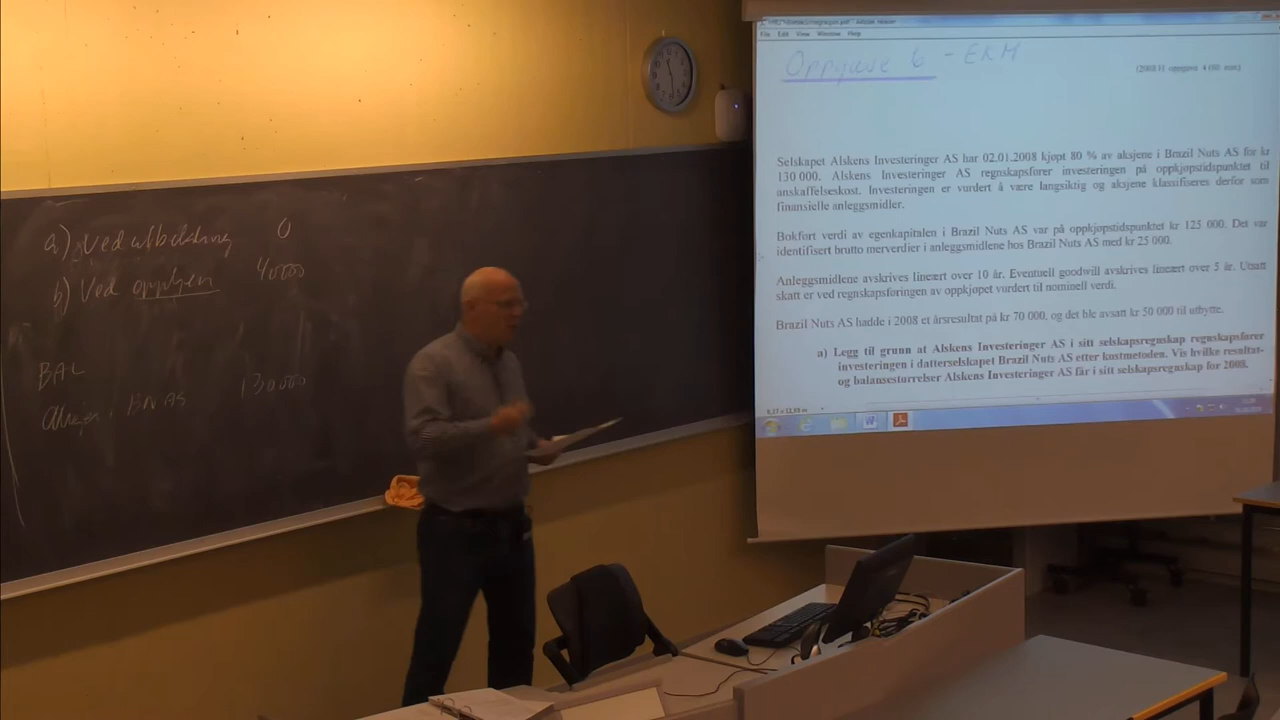 a) Ved utbetaling 0
b) Ved opptjen 40000
BAL
Aksjer i BN AS 130 000
File Edit View Window Help
Oppgave 6 - EKM
Selskapet Alskens Investeringer AS har 02.01.2008 kjøpt 80 % av aksjene i Brazil Nuts AS for kr
130 000. Alskens Investeringer AS regnskapsfører investeringen på oppkjøpstidspunktet til
anskaffelseskost. Investeringen er vurdert å være langsiktig og aksjene klassifiseres derfor som
finansielle anleggsmidler.
Bokført verdi av egenkapitalen i Brazil Nuts AS var på oppkjøpstidspunktet kr 125 000. Det var
identifisert brutto merverdier i anleggsmidlene hos Brazil Nuts AS med kr 25 000.
Anleggsmidlene avskrives lineært over 10 år. Eventuell goodwill avskrives lineært over 5 år. Utsatt
skatt er ved regnskapsføringen av oppkjøpet vurdert til nominell verdi.
Brazil Nuts AS hadde i 2008 et årsresultat på kr 70 000, og det ble avsatt kr 50 000 til utbytte.
a) Legg til grunn at Alskens Investeringer AS i sitt selskapsregnskap regnskapsfører
investeringen i datterselskapet Brazil Nuts AS etter kostmetoden. Vis hvilke resultat-
og balansestørrelser Alskens Investeringer AS får i sitt selskapsregnskap for 2008.